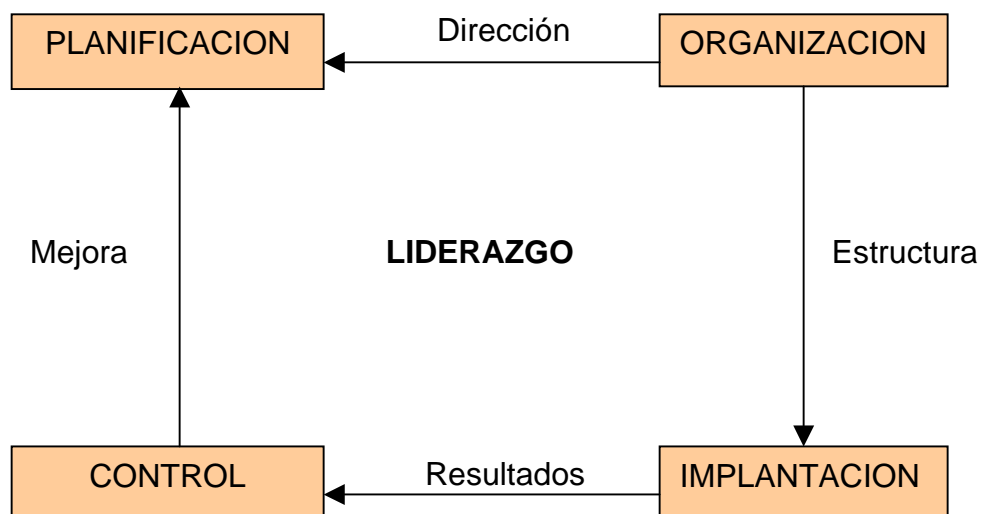 PLANIFICACION
Dirección
ORGANIZACION
Mejora
LIDERAZGO
Estructura
CONTROL
Resultados
IMPLANTACION